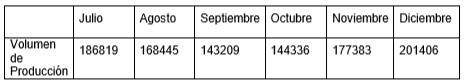 Julio Agosto Septiembre Octubre Noviembre Diciembre
Volumen
de
Producción
186819 168445 143209 144336 177383 201406